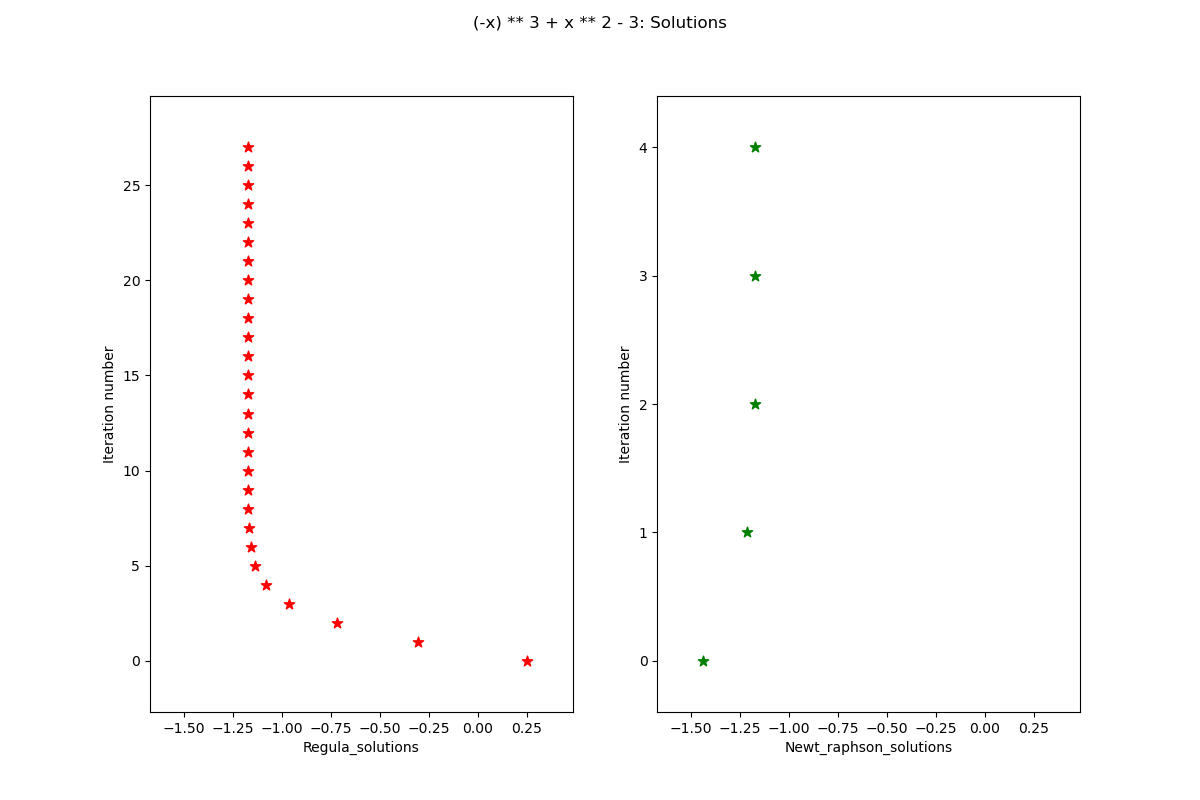 (-x) ** 3 + x ** 2 - 3: Solutions
25
20
15
10
5
0
Iteration number
−1.50 −1.25 −1.00 −0.75 −0.50 −0.25 0.00 0.25
Regula_solutions
4
3
2
1
0
Iteration number
−1.50 −1.25 −1.00 −0.75 −0.50 −0.25 0.00 0.25
Newt_raphson_solutions